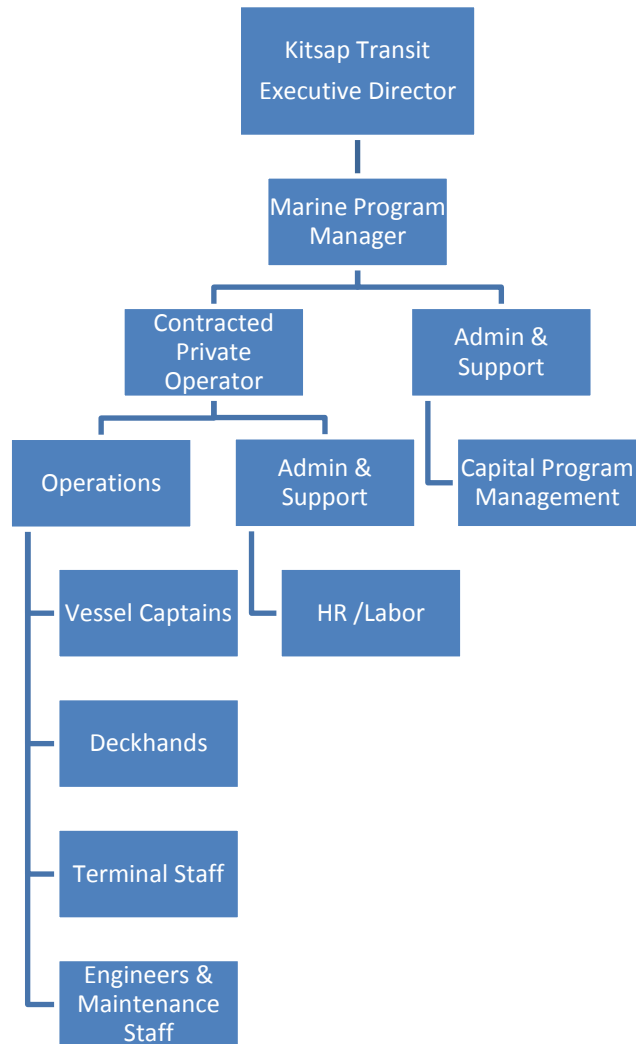 Kitsap Transit
Executive Director
Marine Program
Manager
Contracted
Private
Operator
Admin &
Support
Operations
Admin &
Support
Capital Program
Management
Vessel Captains
HR /Labor
Deckhands
Terminal Staff
Engineers &
Maintenance
Staff